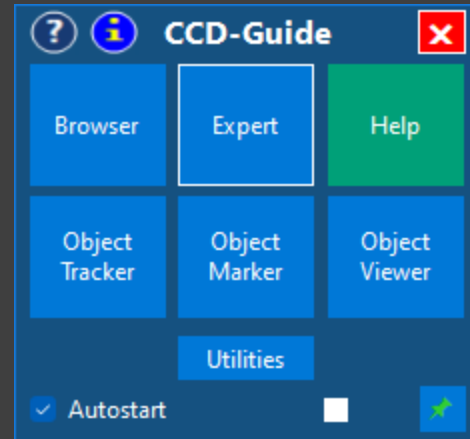 ? i CCD-Guide X
Browser Expert Help
Object Object Object
Tracker Marker Viewer
Utilities
Autostart